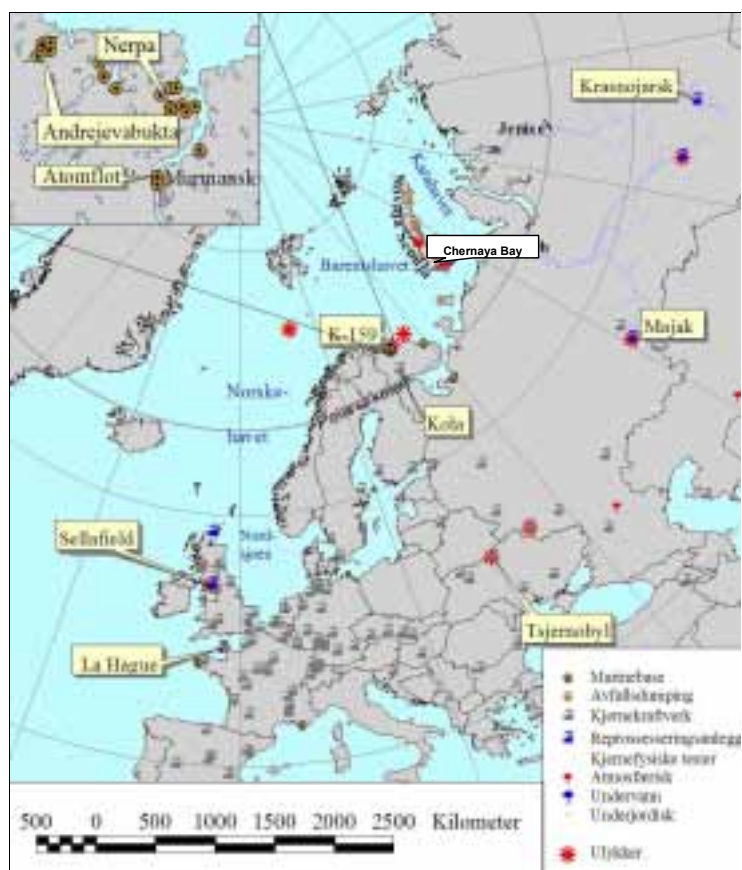 Nerpa
Andrejevabukta
Atomflot
Murmansk
Krasnojarsk
Jenisej
Karahavet
Chernaya Bay
Barentshavet
Majak
K-159
Norske-
havet
Kola
Sellafield
Nord-
sjøen
La Hague
Tsjernobyl
Marinebase
Avfallsdumping
Kjernekraftverk
Reprossesseringsanlegg
Kjernefysiske tester
Atmosfærisk
Undervann
Underjordisk
Ulykker
500 0 500 1000 1500 2000 2500 Kilometer